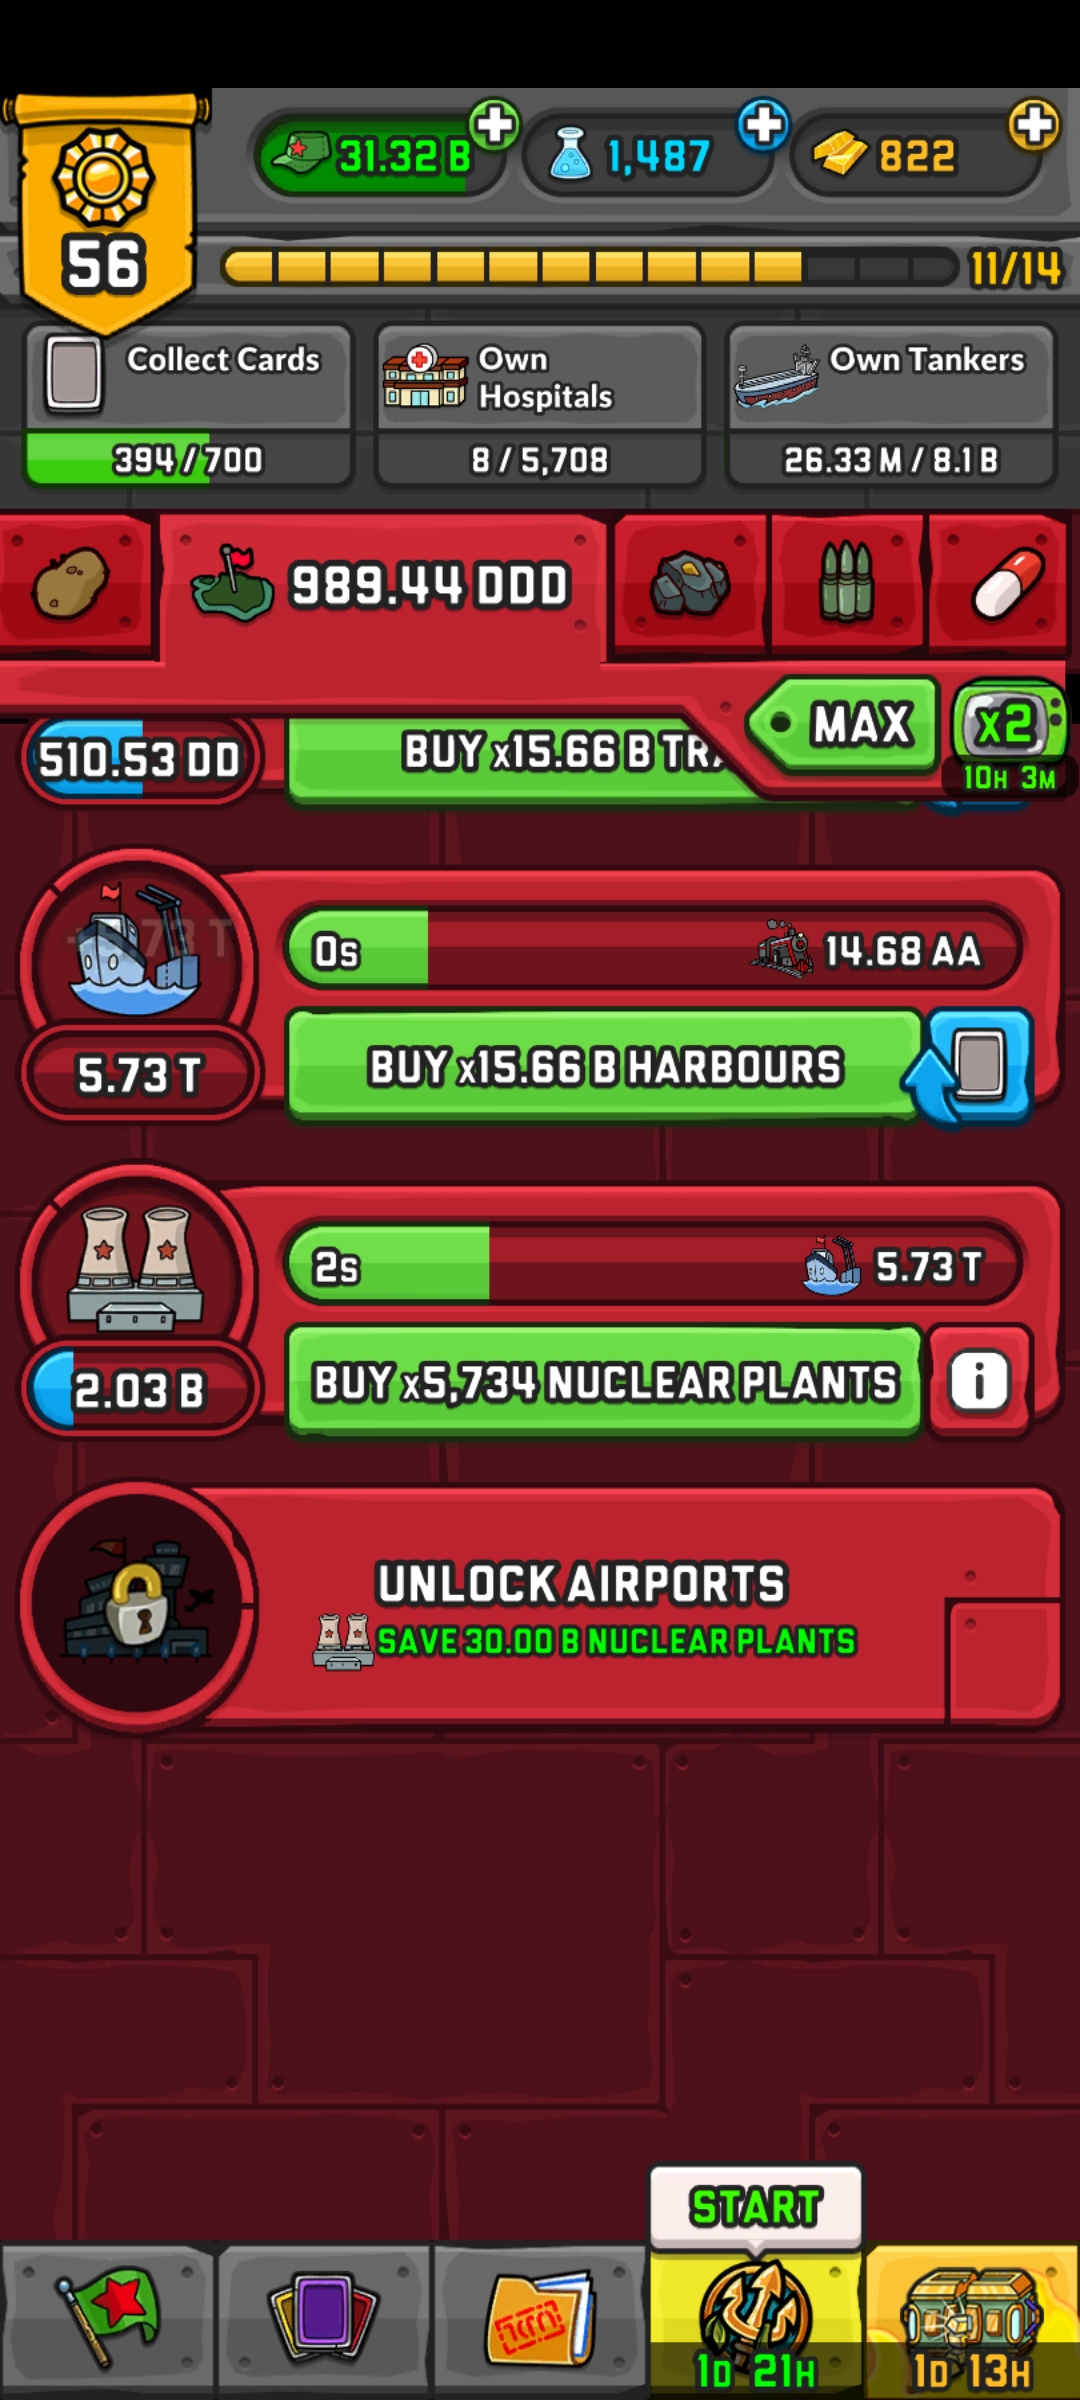 31.32 B
1,487
822
56
11/14
Collect Cards
394/700
Own
Hospitals
8/5,708
Own Tankers
26.33 M / 8.1 B
989.44 DDD
MAX
X2
10H 3M
510.53 DD
BUY x15.66 B
0s
14.68 AA
5.73 T
BUY x15.66 B HARBOURS
2s
5.73 T
2.03 B
BUY x5,734 NUCLEAR PLANTS
i
UNLOCK AIRPORTS
SAVE 30.00 B NUCLEAR PLANTS
START
1D 21H
1D 13H